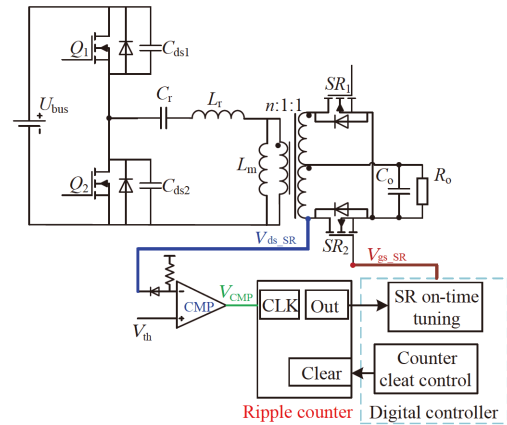 Q1
Cds1
Ubus
Cr
Lr
n:1:1
SR1
Lm
Q2
Cds2
Co
Ro
SR2
Vds_SR
Vgs_SR
CMP
VCMP
Vth
CLK
Out
Clear
SR on-time
tuning
Counter
cleat control
Ripple counter
Digital controller